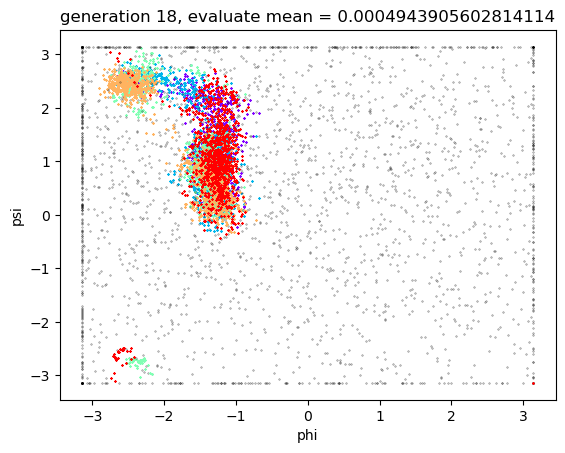 generation 18, evaluate mean = 0.0004943905602814114
3
2
1
0
−1
−2
−3
psi
−3 −2 −1 0 1 2 3
phi